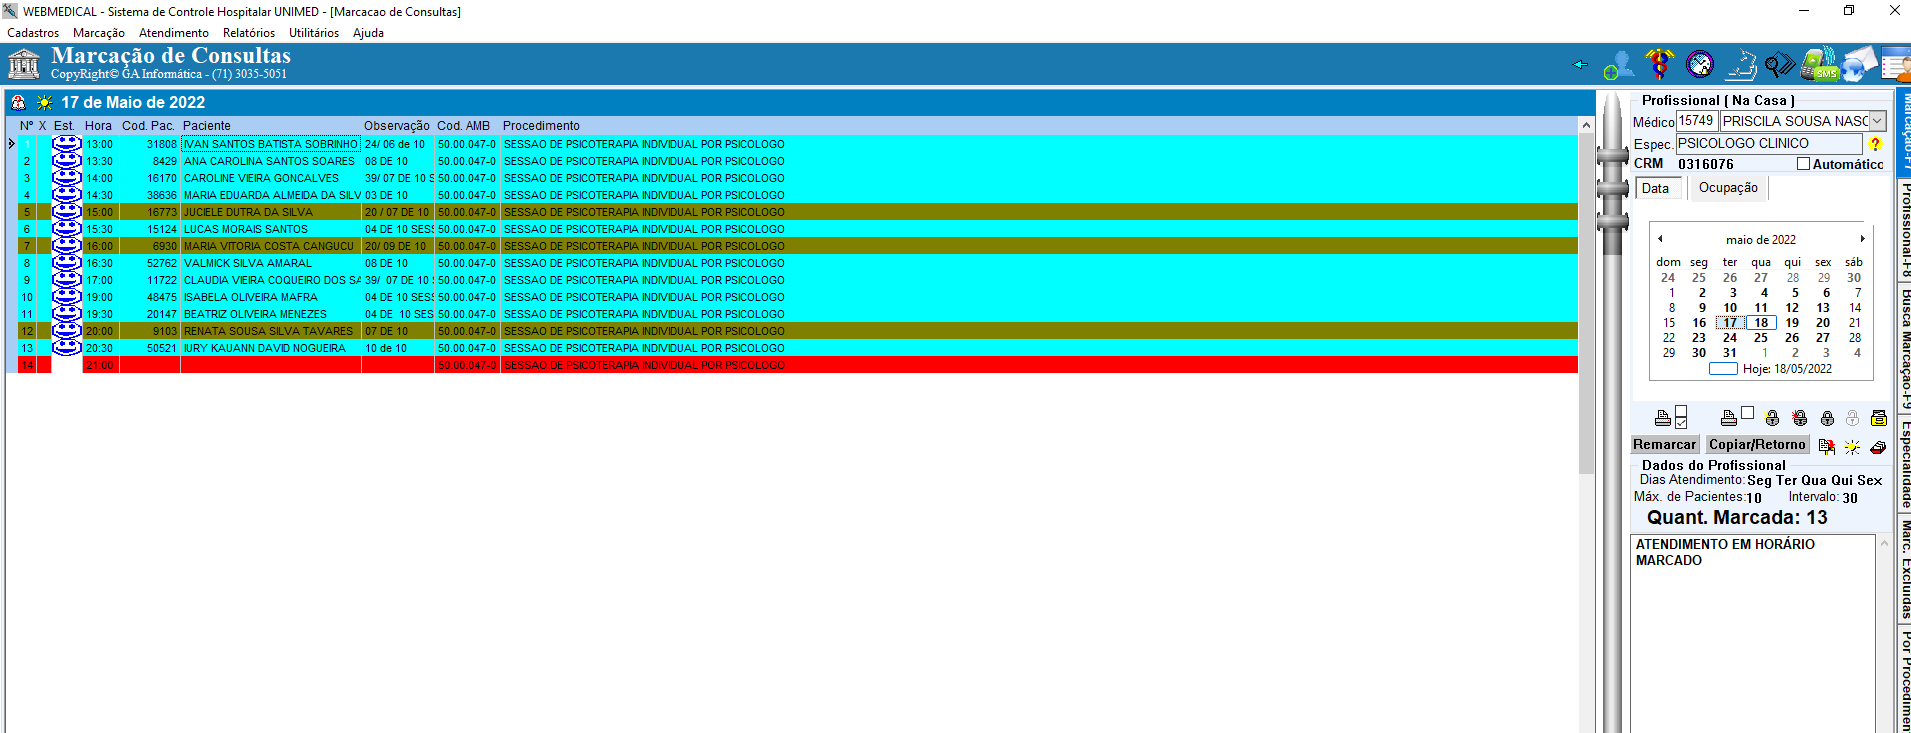 WEBMEDICAL - Sistema de Controle Hospitalar UNIMED - [Marcacao de Consultas]
Cadastros Marcação Atendimento Relatórios Utilitários Ajuda
Marcação de Consultas
CopyRight© GA Informática - (71) 3035-5051
SMS
17 de Maio de 2022
Nº X Est. Hora Cod. Pac. Paciente Observação Cod. AMB Procedimento
1 13:00 31808 IVAN SANTOS BATISTA SOBRINHO 24/ 06 de 10 50.00.047-0 SESSAO DE PSICOTERAPIA INDIVIDUAL POR PSICOLOGO
2 13:30 8429 ANA CAROLINA SANTOS SOARES 08 DE 10 50.00.047-0 SESSAO DE PSICOTERAPIA INDIVIDUAL POR PSICOLOGO
3 14:00 16170 CAROLINE VIEIRA GONCALVES 39/ 07 DE 10 S 50.00.047-0 SESSAO DE PSICOTERAPIA INDIVIDUAL POR PSICOLOGO
4 14:30 38636 MARIA EDUARDA ALMEIDA DA SILV 03 DE 10 50.00.047-0 SESSAO DE PSICOTERAPIA INDIVIDUAL POR PSICOLOGO
5 15:00 16773 JUCIELE DUTRA DA SILVA 20 / 07 DE 10 50.00.047-0 SESSAO DE PSICOTERAPIA INDIVIDUAL POR PSICOLOGO
6 15:30 15124 LUCAS MORAIS SANTOS 04 DE 10 SESS 50.00.047-0 SESSAO DE PSICOTERAPIA INDIVIDUAL POR PSICOLOGO
7 16:00 6930 MARIA VITORIA COSTA CANGUCU 20/ 09 DE 10 50.00.047-0 SESSAO DE PSICOTERAPIA INDIVIDUAL POR PSICOLOGO
8 16:30 52762 VALMICK SILVA AMARAL 08 DE 10 50.00.047-0 SESSAO DE PSICOTERAPIA INDIVIDUAL POR PSICOLOGO
9 17:00 11722 CLAUDIA VIEIRA COQUEIRO DOS SA 39/ 07 DE 10 S 50.00.047-0 SESSAO DE PSICOTERAPIA INDIVIDUAL POR PSICOLOGO
10 19:00 48475 ISABELA OLIVEIRA MAFRA 04 DE 10 SESS 50.00.047-0 SESSAO DE PSICOTERAPIA INDIVIDUAL POR PSICOLOGO
11 19:30 20147 BEATRIZ OLIVEIRA MENEZES 04 DE 10 SES 50.00.047-0 SESSAO DE PSICOTERAPIA INDIVIDUAL POR PSICOLOGO
12 20:00 9103 RENATA SOUSA SILVA TAVARES 07 DE 10 50.00.047-0 SESSAO DE PSICOTERAPIA INDIVIDUAL POR PSICOLOGO
13 20:30 50521 IURY KAUANN DAVID NOGUEIRA 10 de 10 50.00.047-0 SESSAO DE PSICOTERAPIA INDIVIDUAL POR PSICOLOGO
14 21:00 50.00.047-0 SESSAO DE PSICOTERAPIA INDIVIDUAL POR PSICOLOGO
Profissional ( Na Casa )
Médico 15749 PRISCILA SOUSA NASC
Espec. PSICOLOGO CLINICO ?
CRM 0316076 Automático
Data Ocupação
maio de 2022
dom seg ter qua qui sex sáb
24 25 26 27 28 29 30
1 2 3 4 5 6 7
8 9 10 11 12 13 14
15 16 17 18 19 20 21
22 23 24 25 26 27 28
29 30 31 1 2 3 4
Hoje: 18/05/2022
Remarcar Copiar/Retorno
Dados do Profissional
Dias Atendimento: Seg Ter Qua Qui Sex
Máx. de Pacientes: 10 Intervalo: 30
Quant. Marcada: 13
ATENDIMENTO EM HORÁRIO
MARCADO
Marcação-F7
Profissional-F8
Busca Marcação-F9
Especialidade
Marc. Excluidas
Por Procedimen